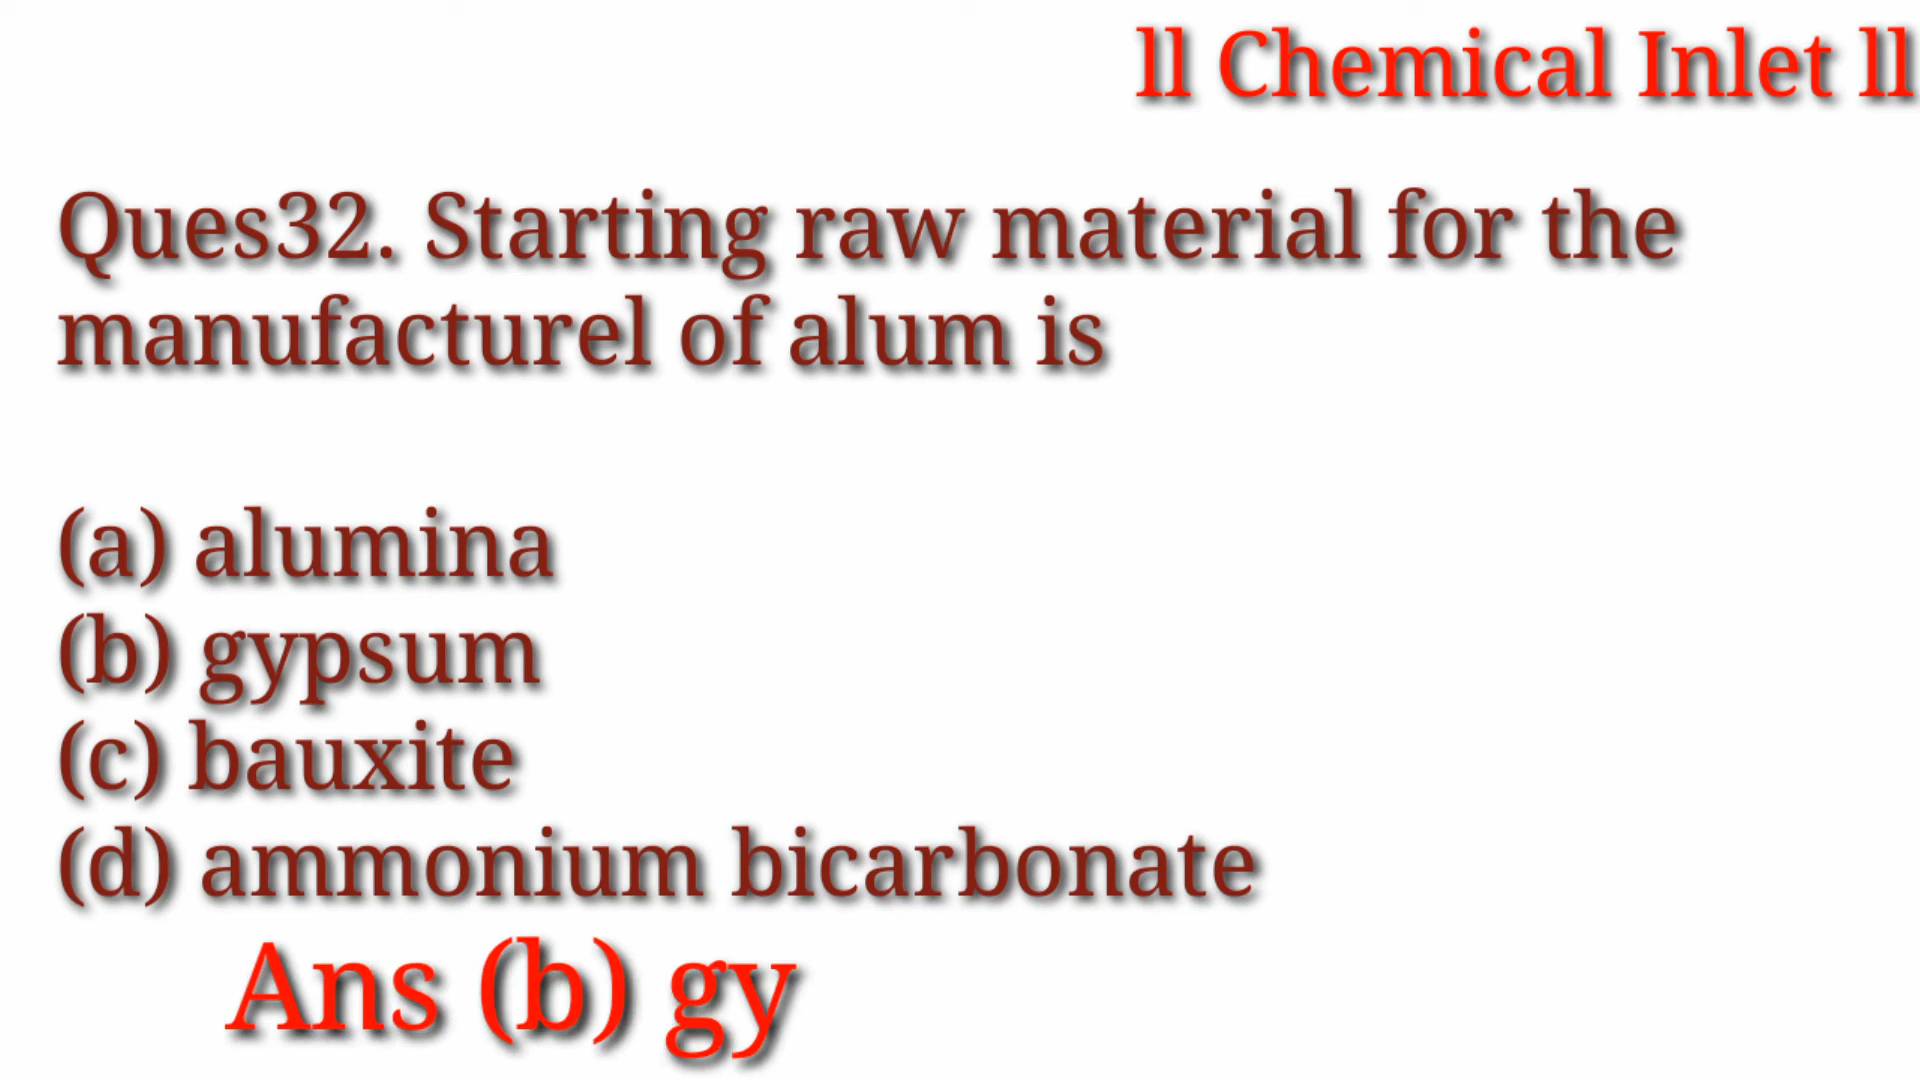 ll Chemical Inlet ll
Ques32. Starting raw material for the
manufacturel of alum is
(a) alumina
(b) gypsum
(c) bauxite
(d) ammonium bicarbonate
Ans (b) gy